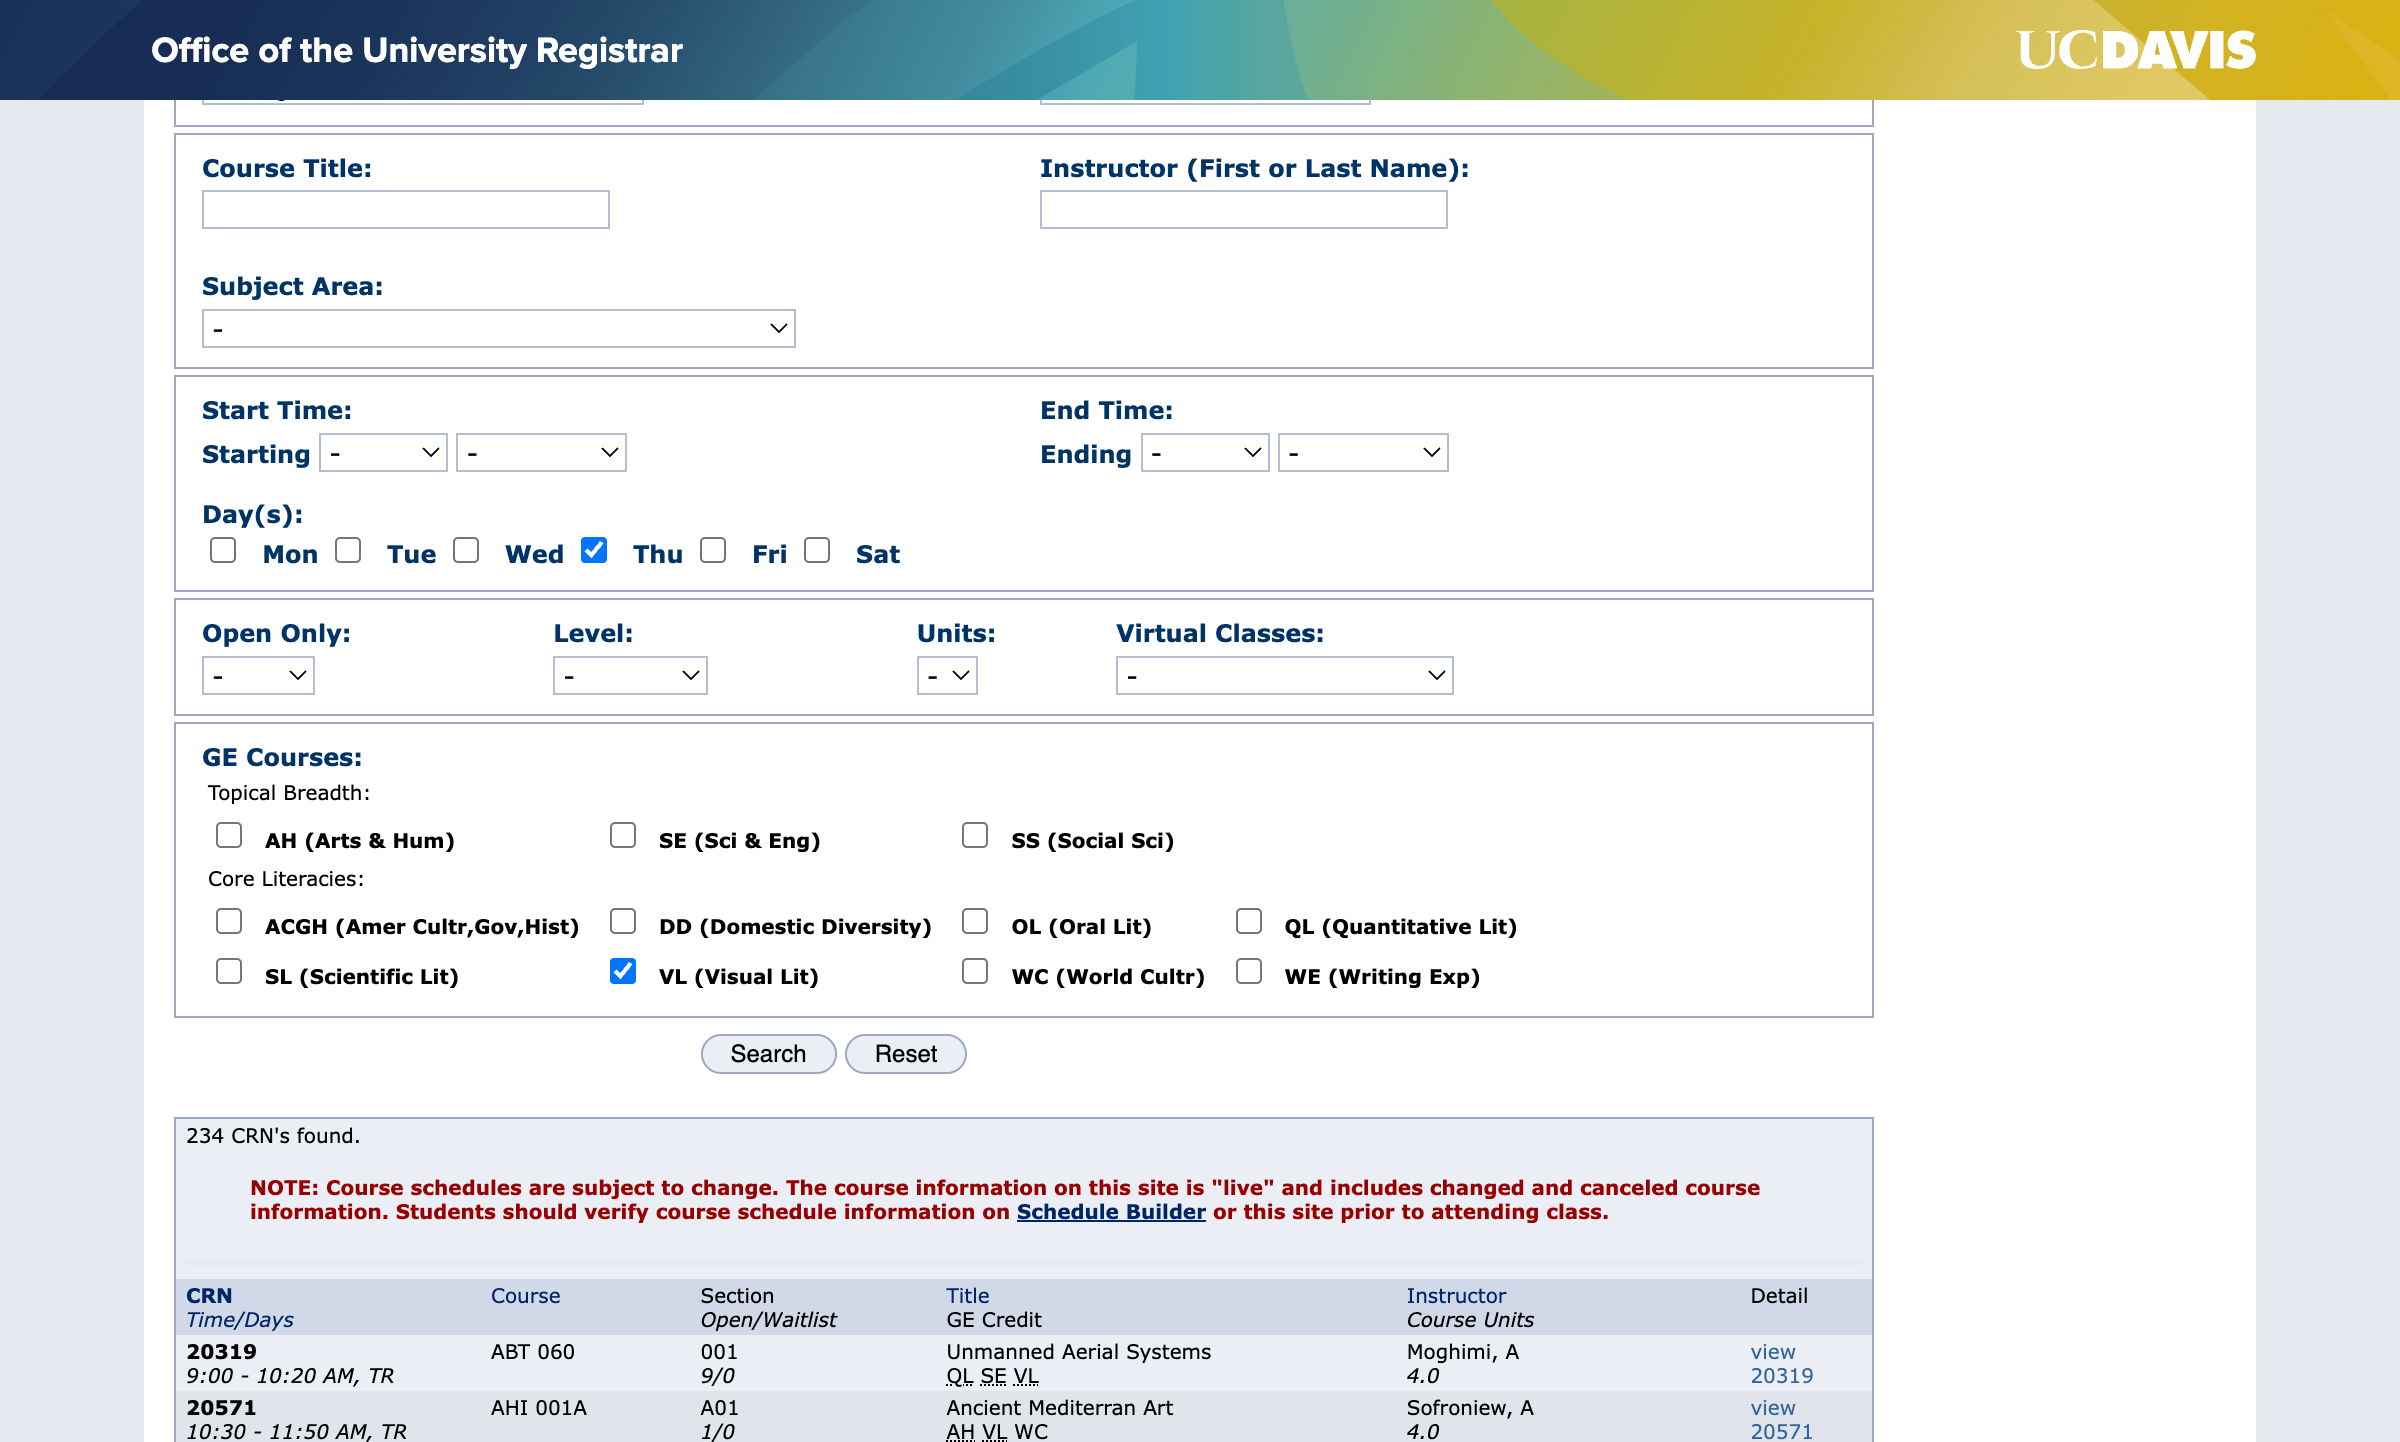 Office of the University Registrar
UCDAVIS
Course Title:
Instructor (First or Last Name):
Subject Area:
-
Start Time:
End Time:
Starting - -
Ending - -
Day(s):
Mon Tue Wed Thu Fri Sat
Open Only: Level: Units: Virtual Classes:
- - - -
GE Courses:
Topical Breadth:
AH (Arts & Hum) SE (Sci & Eng) SS (Social Sci)
Core Literacies:
ACGH (Amer Cultr,Gov,Hist) DD (Domestic Diversity) OL (Oral Lit) QL (Quantitative Lit)
SL (Scientific Lit) VL (Visual Lit) WC (World Cultr) WE (Writing Exp)
Search Reset
234 CRN's found.
NOTE: Course schedules are subject to change. The course information on this site is "live" and includes changed and canceled course
information. Students should verify course schedule information on Schedule Builder or this site prior to attending class.
CRN Course Section Title Instructor Detail
Time/Days Open/Waitlist GE Credit Course Units
20319 ABT 060 001 Unmanned Aerial Systems Moghimi, A view
9:00 - 10:20 AM, TR 9/0 QL SE VL 4.0 20319
20571 AHI 001A A01 Ancient Mediterran Art Sofroniew, A view
10:30 - 11:50 AM, TR 1/0 AH VL WC 4.0 20571